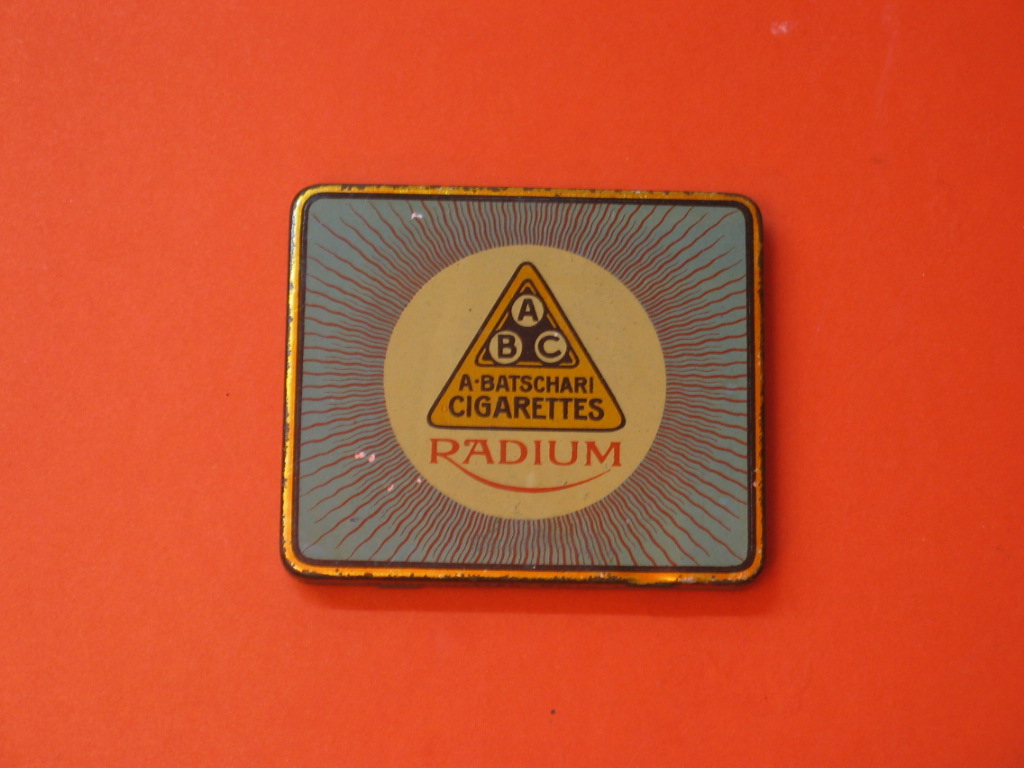 A
B C
A·BATSCHARI
CIGARETTES
RADIUM